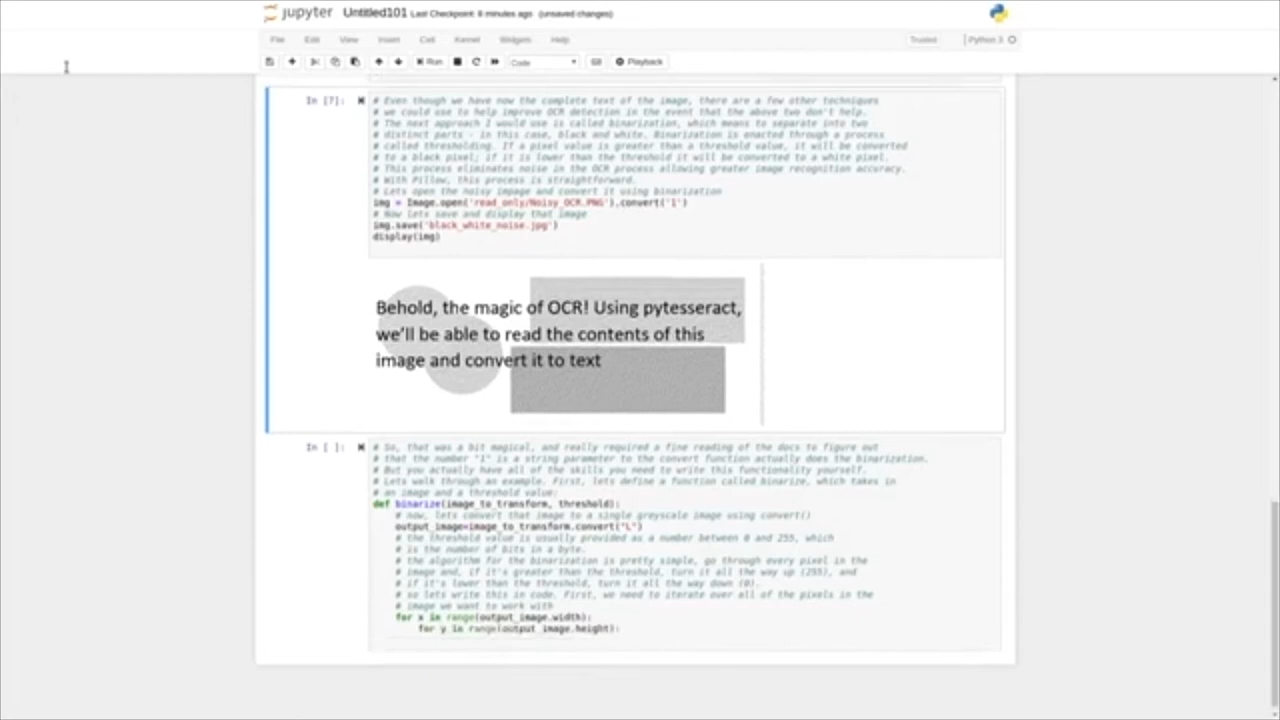 jupyter Untitled101 Last Checkpoint: 6 minutes ago (unsaved changes)
File Edit View Insert Cell Kernel Widgets Help Trusted Python 3
Run Code Playback
In [7]: # Even though we have now the complete text of the image, there are a few other techniques
# we could use to help improve OCR detection in the event that the above two don't help.
# The next approach I would use is called binarization, which means to separate into two
# distinct parts - in this case, black and white. Binarization is enacted through a process
# called thresholding. If a pixel value is greater than a threshold value, it will be converted
# to a black pixel; if it is lower than the threshold it will be converted to a white pixel.
# This process eliminates noise in the OCR process allowing greater image recognition accuracy.
# With Pillow, this process is straightforward.
# Lets open the noisy impage and convert it using binarization
img = Image.open('read_only/Noisy_OCR.PNG').convert('1')
# Now lets save and display that image
img.save('black_white_noise.jpg')
display(img)
Behold, the magic of OCR! Using pytesseract,
we'll be able to read the contents of this
image and convert it to text
In [ ]: # So, that was a bit magical, and really required a fine reading of the docs to figure out
# that the number "1" is a string parameter to the convert function actually does the binarization.
# But you actually have all of the skills you need to write this functionality yourself.
# Lets walk through an example. First, lets define a function called binarize, which takes in
# an image and a threshold value:
def binarize(image_to_transform, threshold):
# now, lets convert that image to a single greyscale image using convert()
output_image=image_to_transform.convert("L")
# the threshold value is usually provided as a number between 0 and 255, which
# is the number of bits in a byte.
# the algorithm for the binarization is pretty simple, go through every pixel in the
# image and, if it's greater than the threshold, turn it all the way up (255), and
# if it's lower than the threshold, turn it all the way down (0).
# so lets write this in code. First, we need to iterate over all of the pixels in the
# image we want to work with
for x in range(output_image.width):
for y in range(output_image.height):